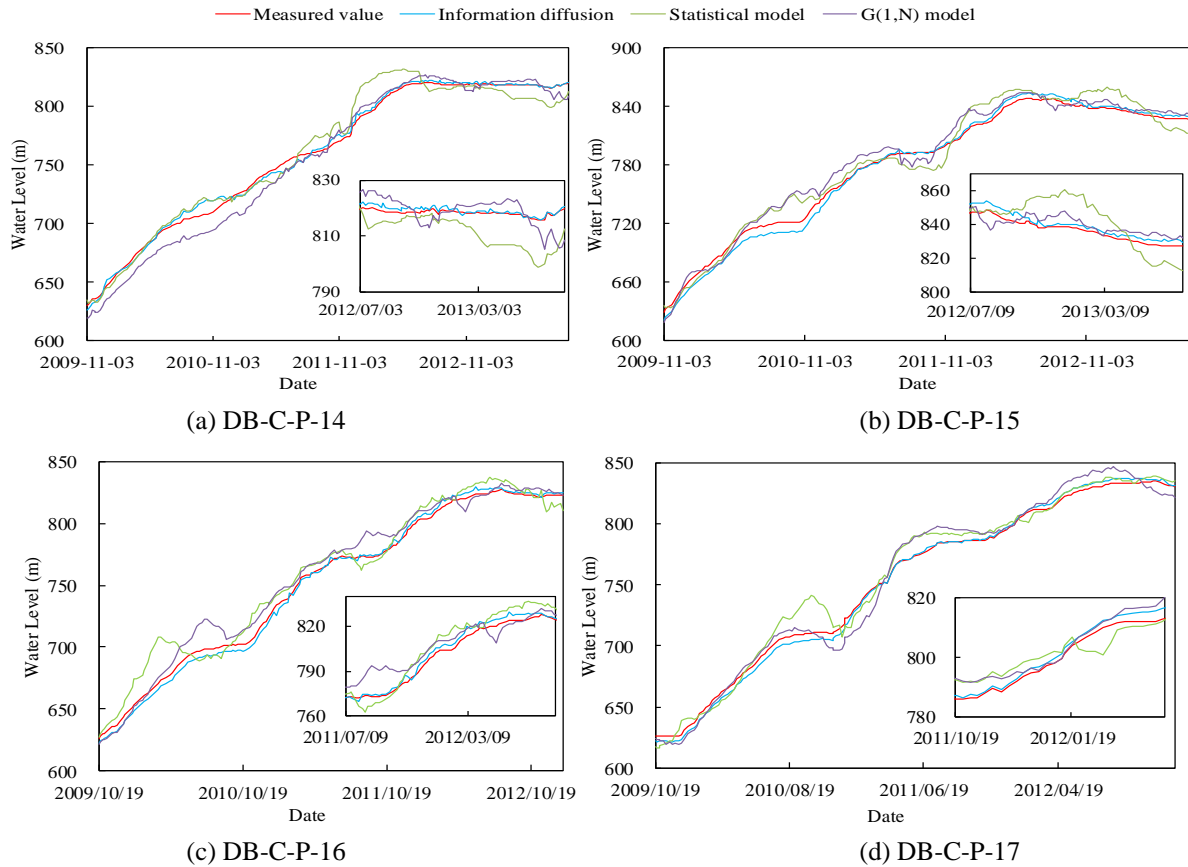 Measured value Information diffusion Statistical model G(1,N) model
850
800
750
700
650
600
Water Level (m)
2009-11-03 2010-11-03 2011-11-03 2012-11-03
Date
830
810
790
2012/07/03 2013/03/03
(a) DB-C-P-14
900
840
780
720
660
600
Water Level (m)
2009-11-03 2010-11-03 2011-11-03 2012-11-03
Date
860
840
820
800
2012/07/09 2013/03/09
(b) DB-C-P-15
850
800
750
700
650
600
Water Level (m)
2009/10/19 2010/10/19 2011/10/19 2012/10/19
Date
820
790
760
2011/07/09 2012/03/09
(c) DB-C-P-16
850
800
750
700
650
600
Water Level (m)
2009/10/19 2010/08/19 2011/06/19 2012/04/19
Date
820
800
780
2011/10/19 2012/01/19
(d) DB-C-P-17